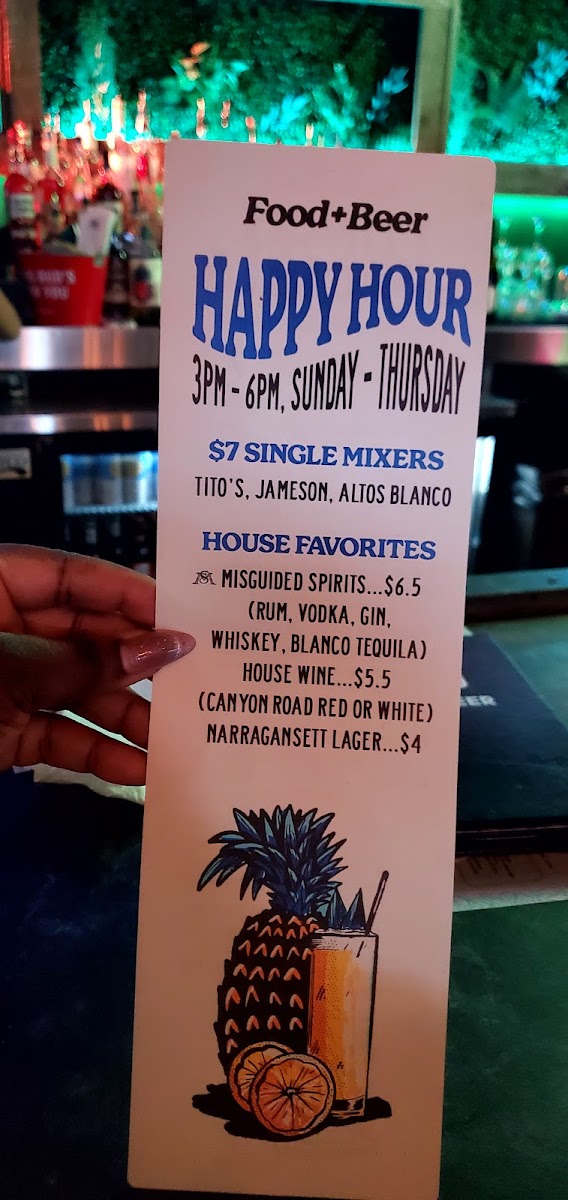 Food+Beer
HAPPY HOUR
3PM - 6PM, SUNDAY - THURSDAY
$7 SINGLE MIXERS
TITO'S, JAMESON, ALTOS BLANCO
HOUSE FAVORITES
MISGUIDED SPIRITS...$6.5
(RUM, VODKA, GIN,
WHISKEY, BLANCO TEQUILA)
HOUSE WINE...$5.5
(CANYON ROAD RED OR WHITE)
NARRAGANSETT LAGER...$4
YOU